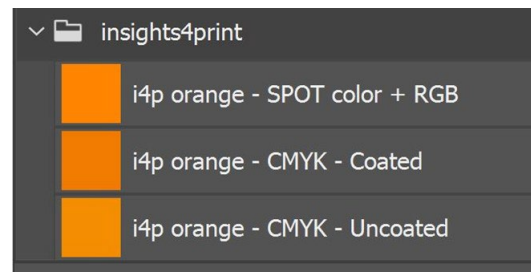 insights4print
i4p orange - SPOT color + RGB
i4p orange - CMYK - Coated
i4p orange - CMYK - Uncoated